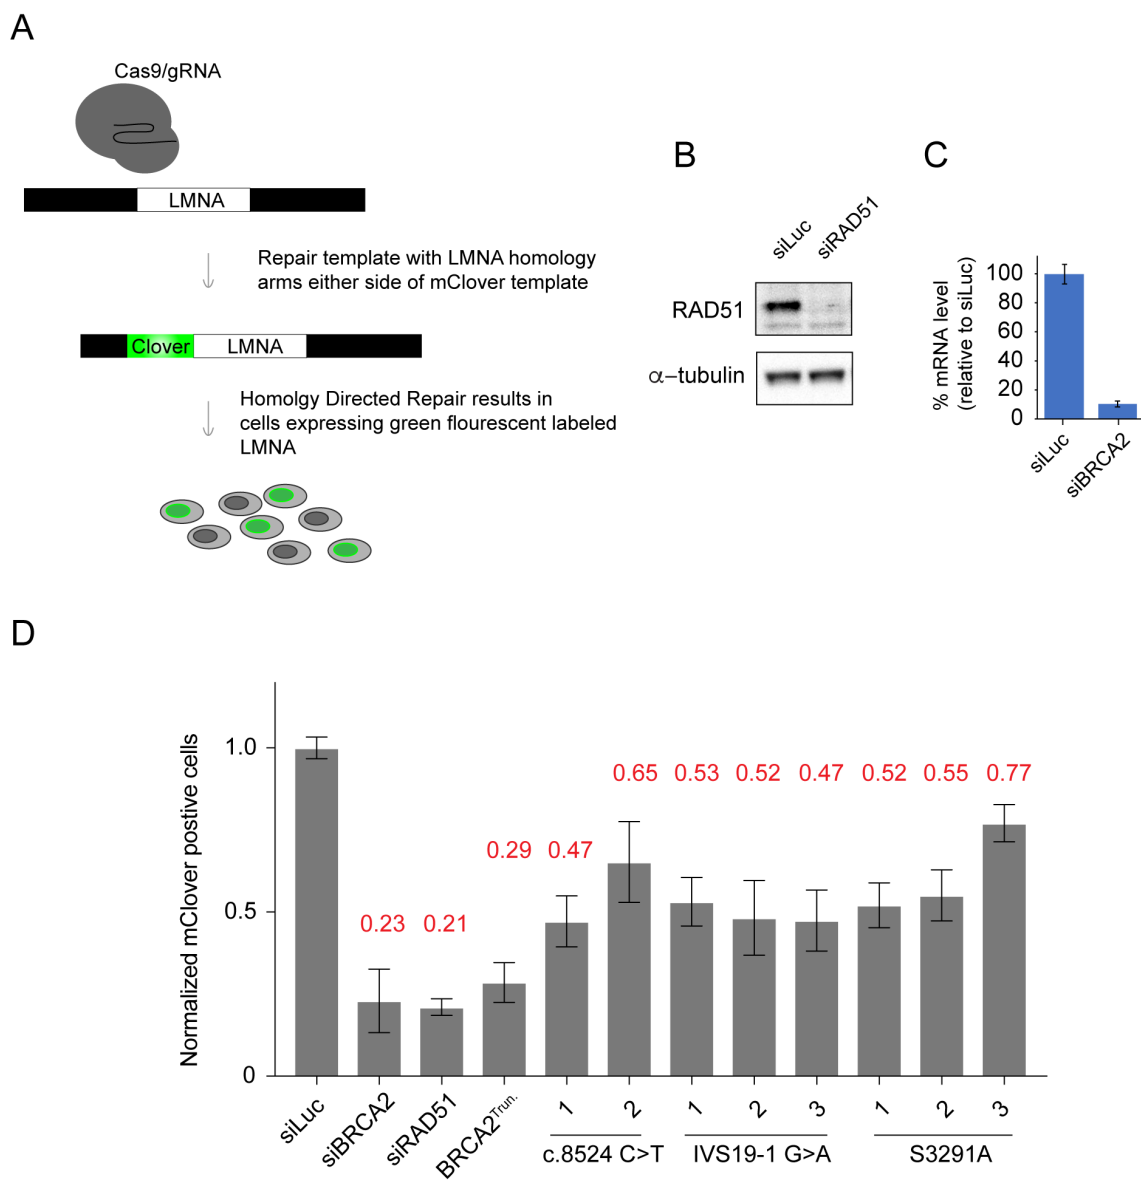 A
Cas9/gRNA
LMNA
Repair template with LMNA homology
arms either side of mClover template
Clover
LMNA
Homolgy Directed Repair results in
cells expressing green flourescent labeled
LMNA
B
siLuc
siRAD51
RAD51
α−tubulin
C
% mRNA level
(relative to siLuc)
100
80
60
40
20
0
siLuc
siBRCA2
D
Normalized mClover postive cells
1.0
0.5
0
0.23
0.21
0.29
0.47
0.65
0.53
0.52
0.47
0.52
0.55
0.77
siLuc
siBRCA2
siRAD51
BRCA2Trun.
1
2
1
2
3
1
2
3
c.8524 C>T
IVS19-1 G>A
S3291A